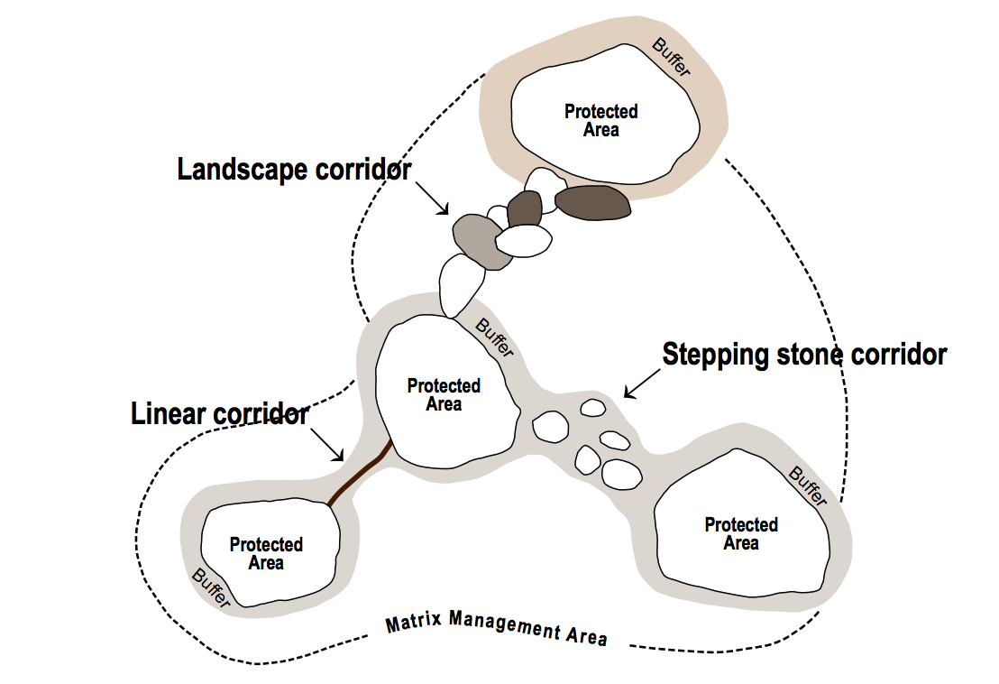 Buffer
Protected
Area
Landscape corridor
Buffer
Stepping stone corridor
Protected
Area
Linear corridor
Buffer
Protected
Area
Protected
Area
Buffer
Matrix Management Area